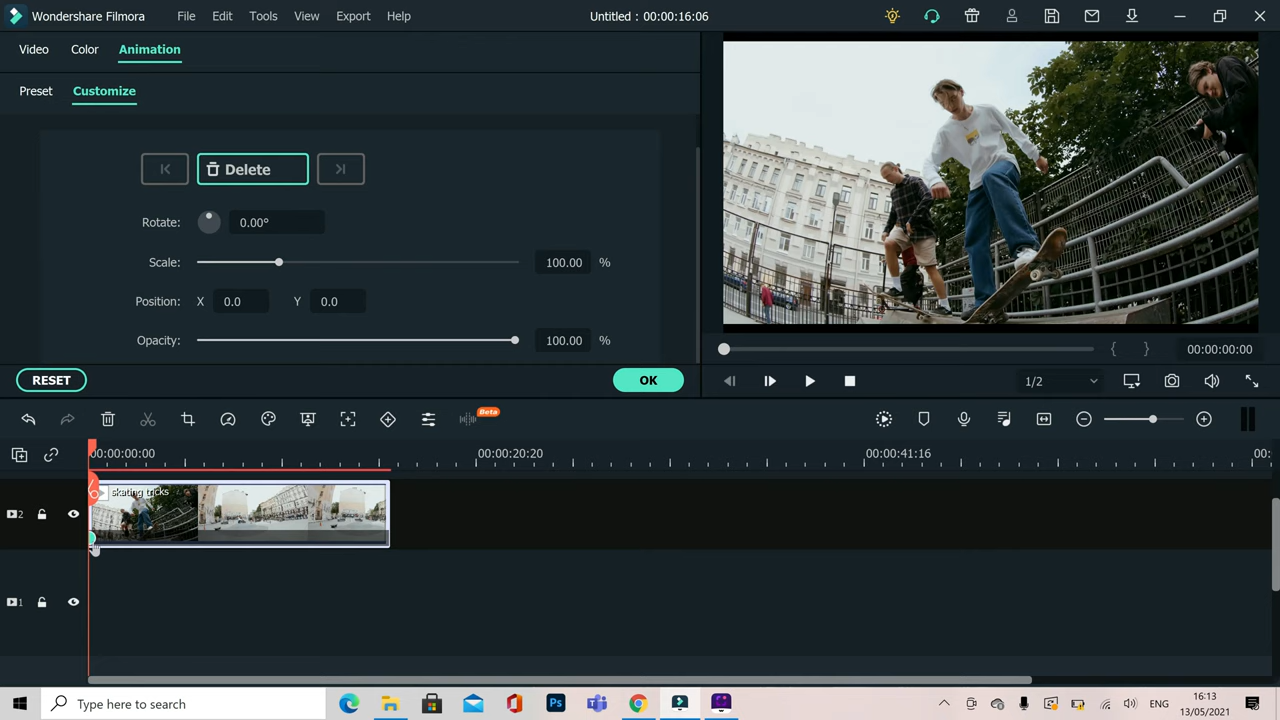 Wondershare Filmora File Edit Tools View Export Help Untitled : 00:00:16:06
Video Color Animation
Preset Customize
Delete
Rotate: 0.00°
Scale: 100.00 %
Position: X 0.0 Y 0.0
Opacity: 100.00 %
00:00:00:00
RESET OK
1/2
Beta
00:00:00:00 00:00:20:20 00:00:41:16 00:
skating tricks
2
1
Type here to search
Ps
ENG
16:13
13/05/2021